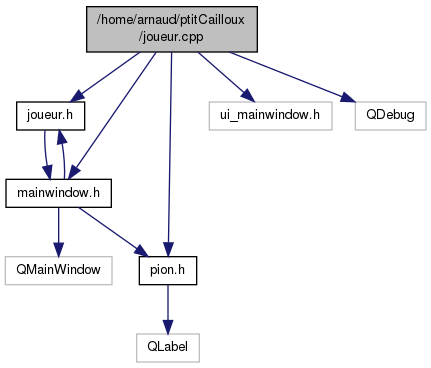 /home/arnaud/ptitCailloux
/joueur.cpp
joueur.h
ui_mainwindow.h
QDebug
mainwindow.h
QMainWindow
pion.h
QLabel